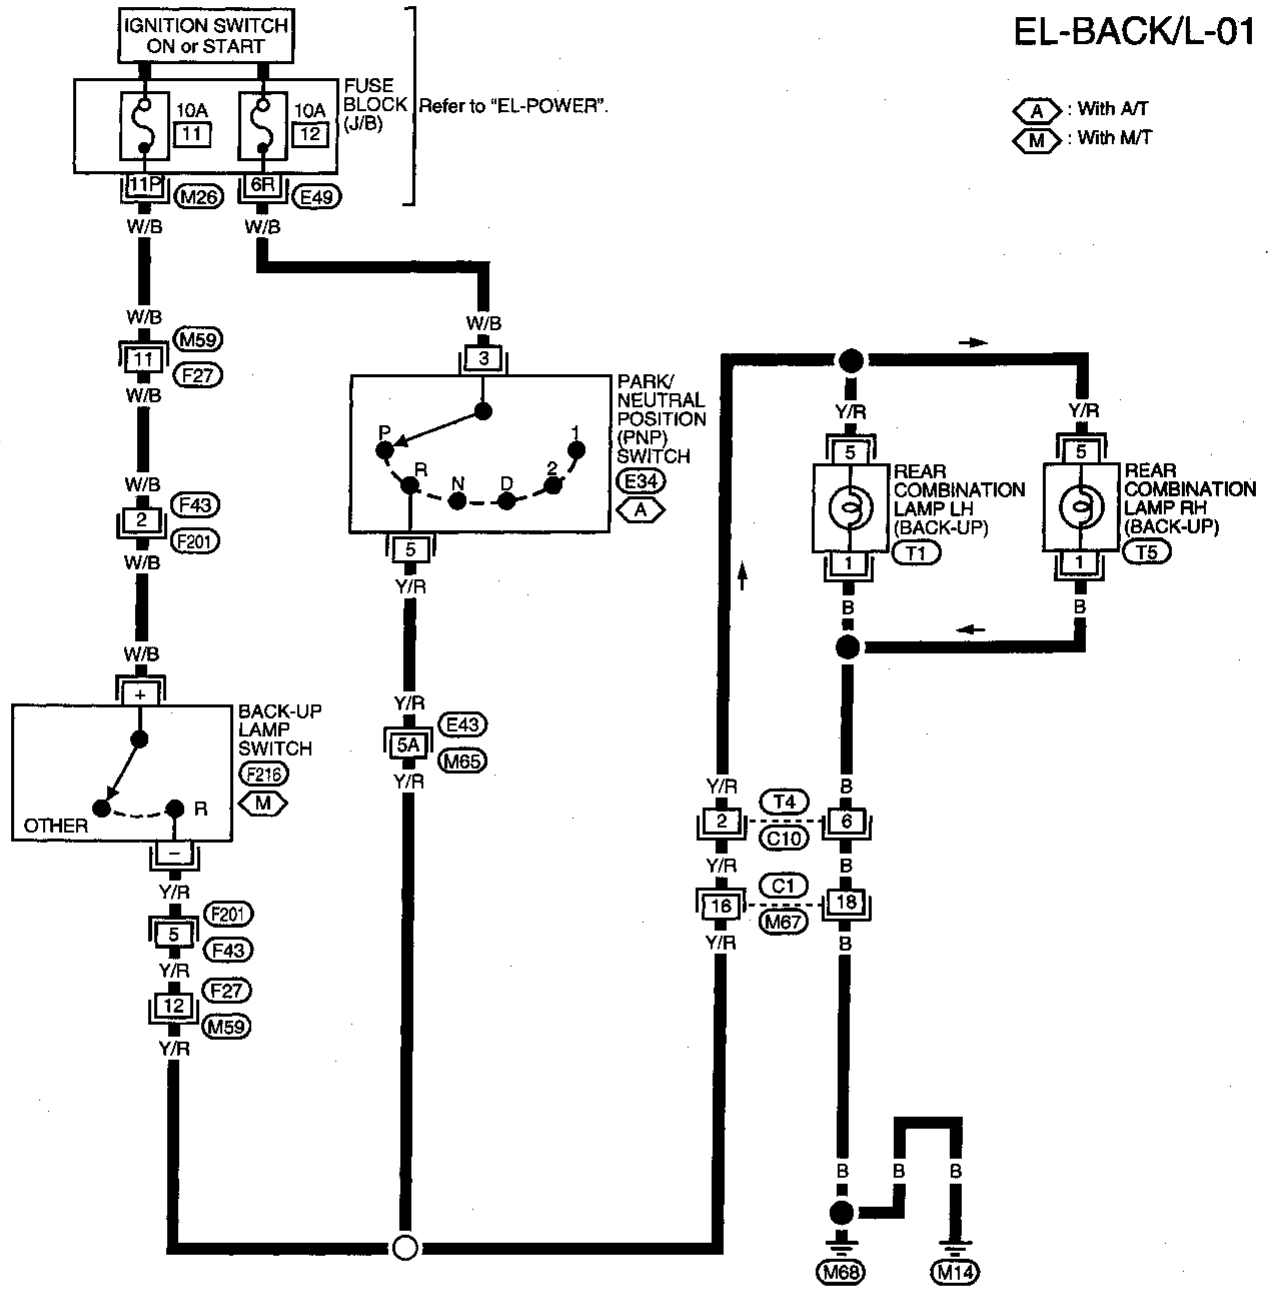 IGNITION SWITCH
ON or START
EL-BACK/L-01
FUSE
BLOCK
(J/B)
Refer to "EL-POWER".
10A
11
10A
12
A : With A/T
M : With M/T
11P
M26
6R
E49
W/B
W/B
W/B
M59
11
F27
W/B
W/B
3
W/B
F43
2
F201
W/B
PARK/
NEUTRAL
POSITION
(PNP)
SWITCH
E34
A
P
R
N
D
2
1
5
Y/R
Y/R
Y/R
5
5
REAR
COMBINATION
LAMP LH
(BACK-UP)
T1
REAR
COMBINATION
LAMP RH
(BACK-UP)
T5
1
1
B
B
W/B
+
BACK-UP
LAMP
SWITCH
F216
M
OTHER
R
–
Y/R
E43
5A
M65
Y/R
Y/R
B
2
T4
C10
6
Y/R
B
16
C1
M67
18
Y/R
B
Y/R
5
F201
F43
Y/R
12
F27
M59
Y/R
B
B
B
M68
M14